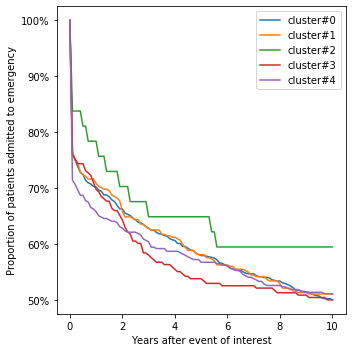 cluster#0
cluster#1
cluster#2
cluster#3
cluster#4
100%
90%
80%
70%
60%
50%
Proportion of patients admitted to emergency
0 2 4 6 8 10
Years after event of interest